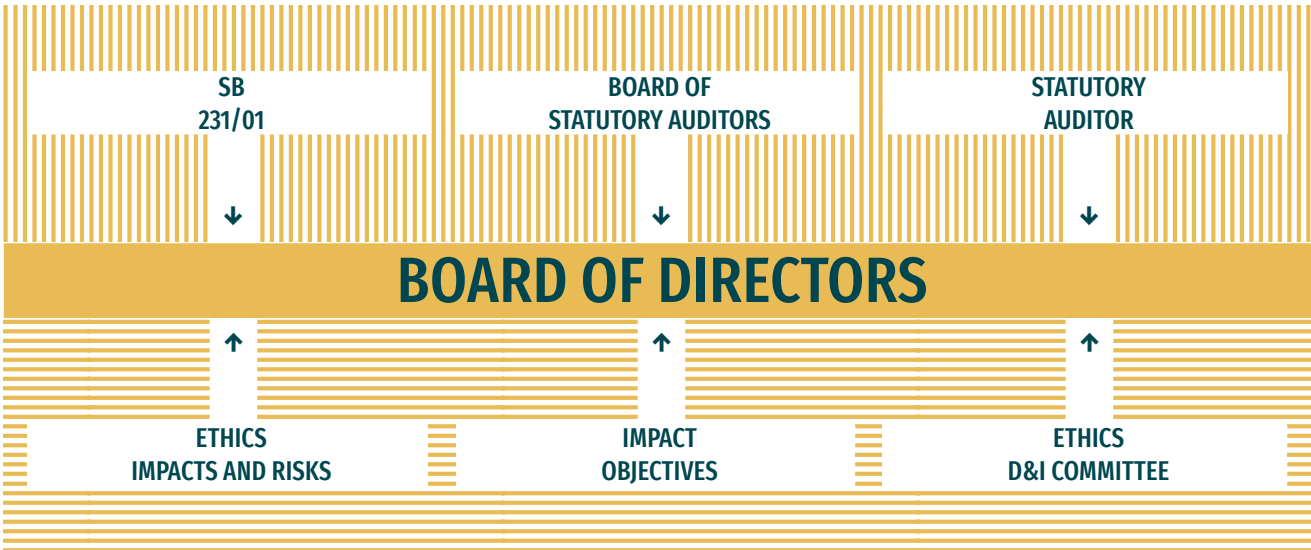 SB
231/01
BOARD OF
STATUTORY AUDITORS
STATUTORY
AUDITOR
BOARD OF DIRECTORS
ETHICS
IMPACTS AND RISKS
IMPACT
OBJECTIVES
ETHICS
D&I COMMITTEE